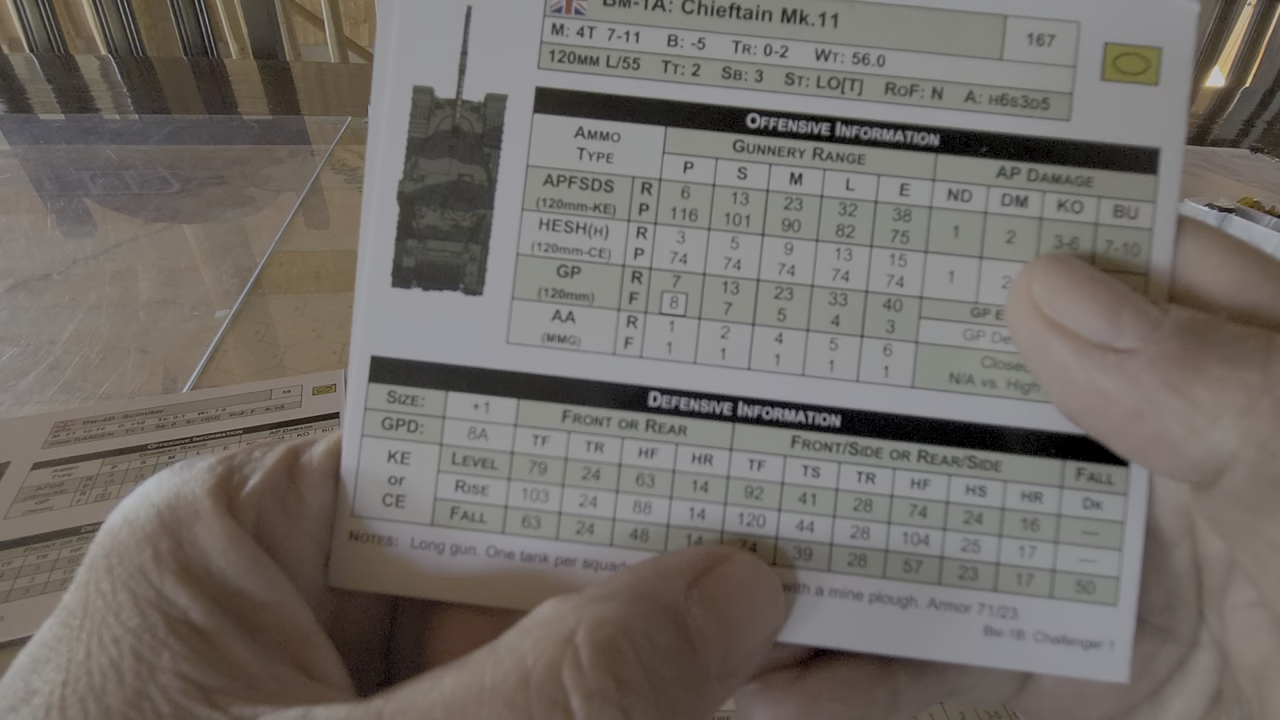 BM-1A: Chieftain Mk.11 167
M: 4T 7-11 B: -5 TR: 0-2 WT: 56.0
120MM L/55 TT: 2 SB: 3 ST: LO[T] ROF: N A: H6S3D5
OFFENSIVE INFORMATION
AMMO TYPE GUNNERY RANGE AP DAMAGE
P S M L E ND DM KO BU
APFSDS R 6 13 23 32 38
(120mm-KE) P 116 101 90 82 75 1 2 3-6 7-10
HESH(H) R 3 5 9 13 15
(120mm-CE) P 74 74 74 74 74 1
GP R 7 13 23 33 40
(120mm) F 8 7 5 4 3 GP
AA R 1 2 4 5 6 GP
(MMG) F 1 1 1 1 1 N/A vs. High
DEFENSIVE INFORMATION
SIZE: +1 FRONT OR REAR FRONT/SIDE OR REAR/SIDE FALL
GPD: 8A TF TR HF HR TF TS TR HF HS HR DK
KE or CE
LEVEL 79 24 63 14 92 41 28 74 24 16 —
RISE 103 24 88 14 120 44 28 104 25 17 —
FALL 63 24 48 14 74 39 28 57 23 17 50
NOTES: Long gun. One tank per with a mine plough. Armor 71/23.
BW-1B: Challenger 1
Scimitar 59